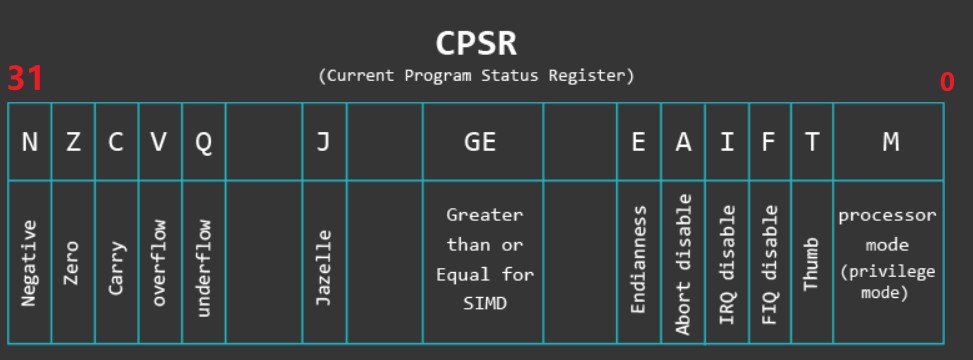 CPSR
(Current Program Status Register)
31
0
N Z C V Q J GE E A I F T M
Negative
Zero
Carry
overflow
underflow
Jazelle
Greater
than or
Equal for
SIMD
Endianness
Abort disable
IRQ disable
FIQ disable
Thumb
processor
mode
(privilege
mode)